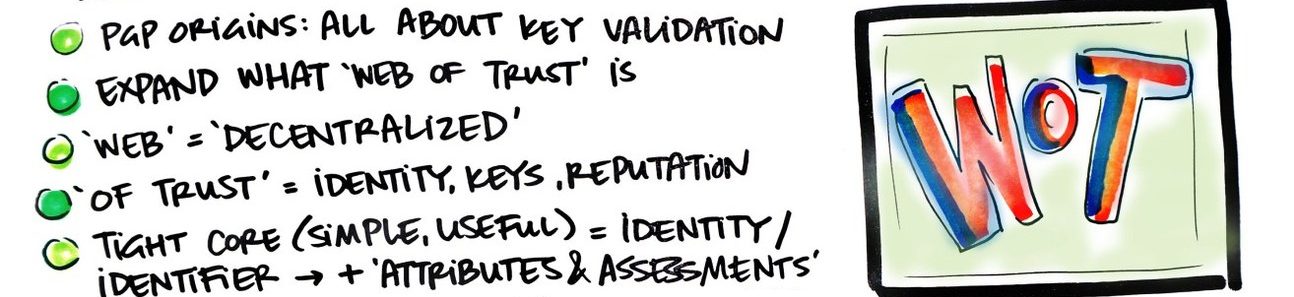 PGP ORIGINS: ALL ABOUT KEY VALIDATION
EXPAND WHAT 'WEB OF TRUST' IS
'WEB' = 'DECENTRALIZED'
'OF TRUST' = IDENTITY, KEYS, REPUTATION
TIGHT CORE (SIMPLE, USEFUL) = IDENTITY/
IDENTIFIER → + 'ATTRIBUTES & ASSESSMENTS'
WOT